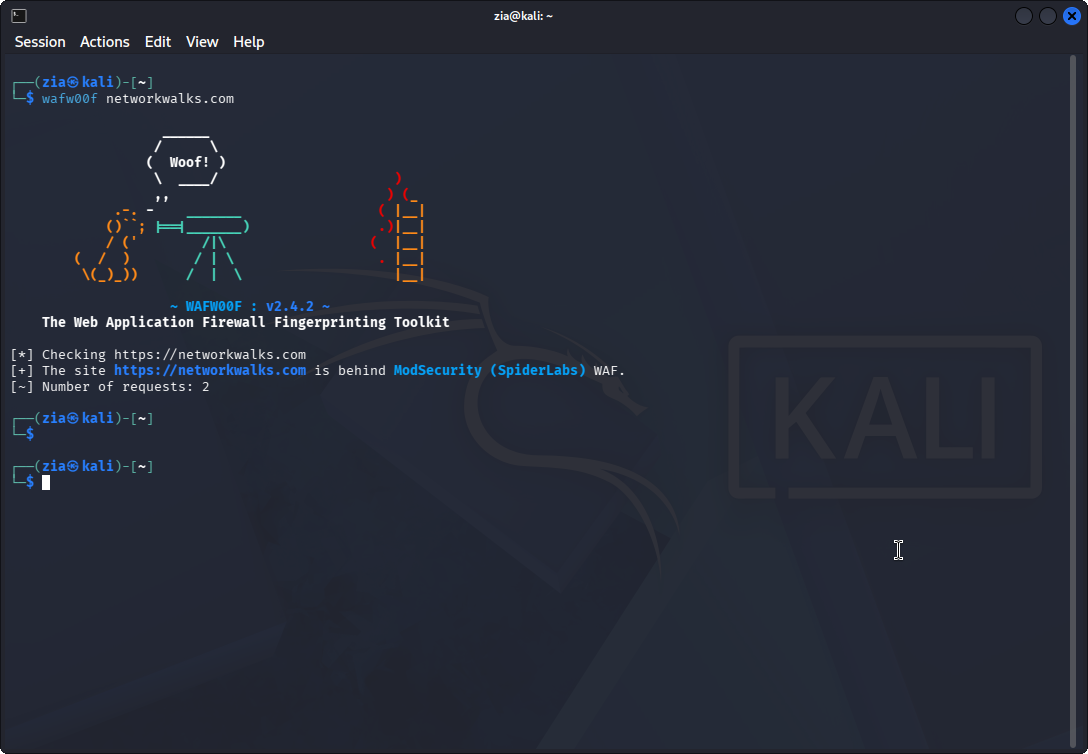 zia@kali: ~
Session Actions Edit View Help
┌──(zia㉿kali)-[~]
└─$ wafw00f networkwalks.com
Woof!
~ WAFW00F : v2.4.2 ~
The Web Application Firewall Fingerprinting Toolkit
[*] Checking https://networkwalks.com
[+] The site https://networkwalks.com is behind ModSecurity (SpiderLabs) WAF.
[~] Number of requests: 2
┌──(zia㉿kali)-[~]
└─$
┌──(zia㉿kali)-[~]
└─$
KALI